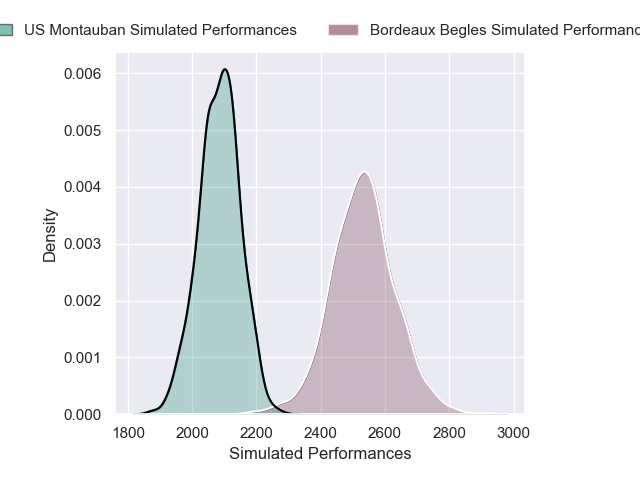 US Montauban Simulated Performances
Bordeaux Begles Simulated
0.006
0.005
0.004
0.003
0.002
0.001
0.000
Density
1800 2000 2200 2400 2600 2800 3000
Simulated Performances